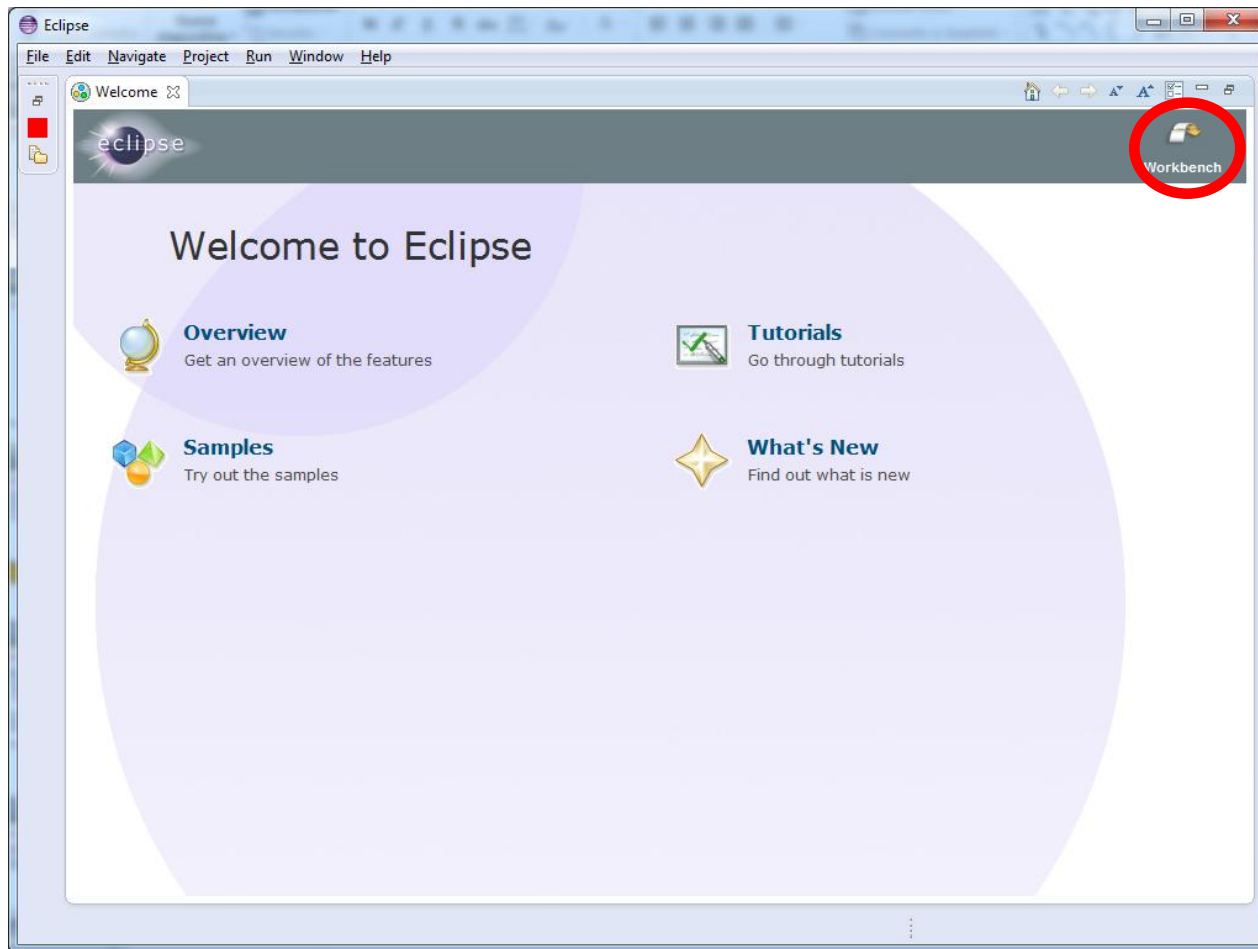 Eclipse
File Edit Navigate Project Run Window Help
Welcome
eclipse
Workbench
Welcome to Eclipse
Overview
Get an overview of the features
Tutorials
Go through tutorials
Samples
Try out the samples
What's New
Find out what is new